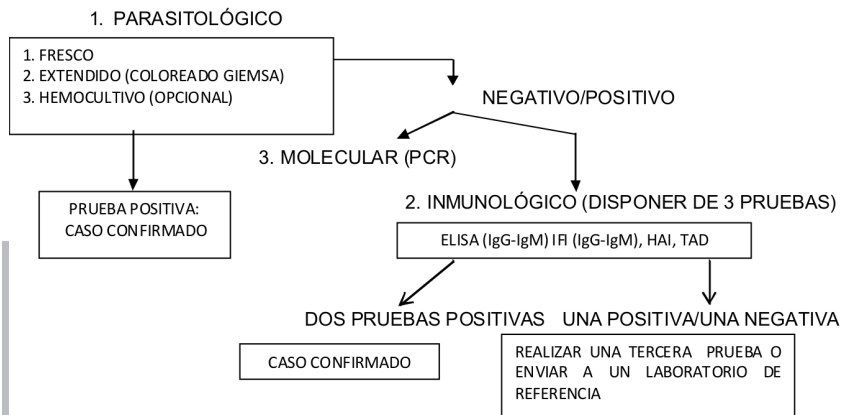 1. PARASITOLÓGICO
1. FRESCO
2. EXTENDIDO (COLOREADO GIEMSA)
3. HEMOCULTIVO (OPCIONAL)
NEGATIVO/POSITIVO
3. MOLECULAR (PCR)
PRUEBA POSITIVA:
CASO CONFIRMADO
2. INMUNOLÓGICO (DISPONER DE 3 PRUEBAS)
ELISA (IgG-IgM) IFI (IgG-IgM), HAI, TAD
DOS PRUEBAS POSITIVAS
UNA POSITIVA/UNA NEGATIVA
CASO CONFIRMADO
REALIZAR UNA TERCERA PRUEBA O
ENVIAR A UN LABORATORIO DE
REFERENCIA